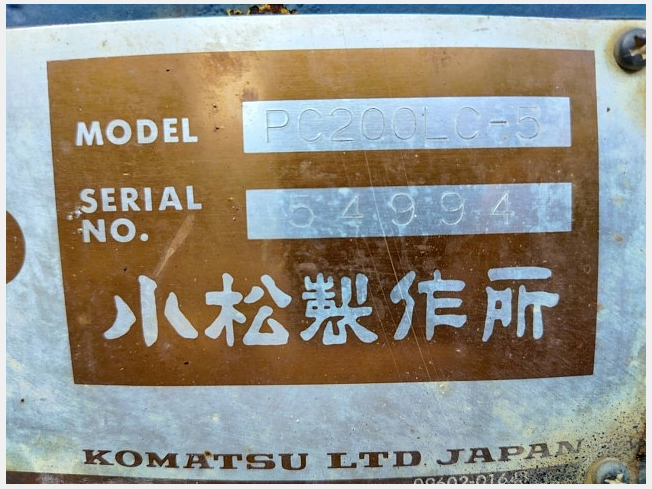 MODEL PC200LC-5
SERIAL NO. 54994
小松製作所
KOMATSU LTD JAPAN